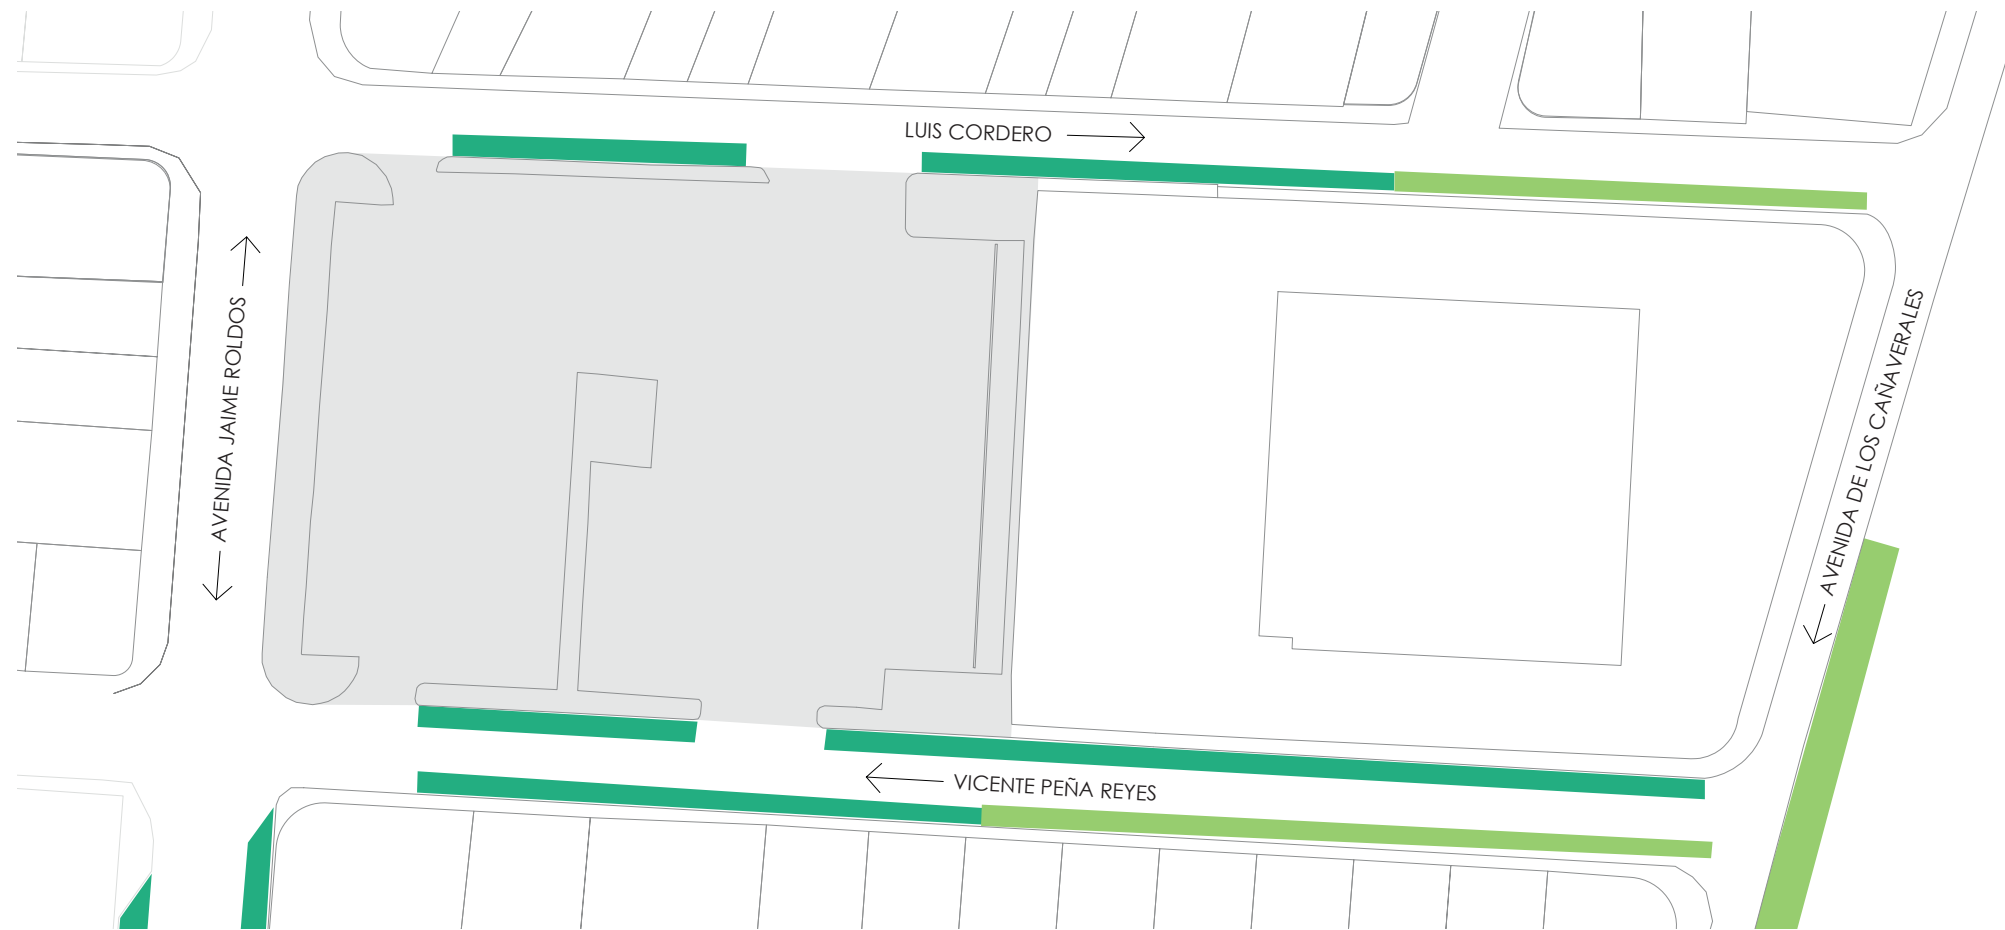 LUIS CORDERO
AVENIDA JAIME ROLDOS
AVENIDA DE LOS CAÑAVERALES
VICENTE PEÑA REYES